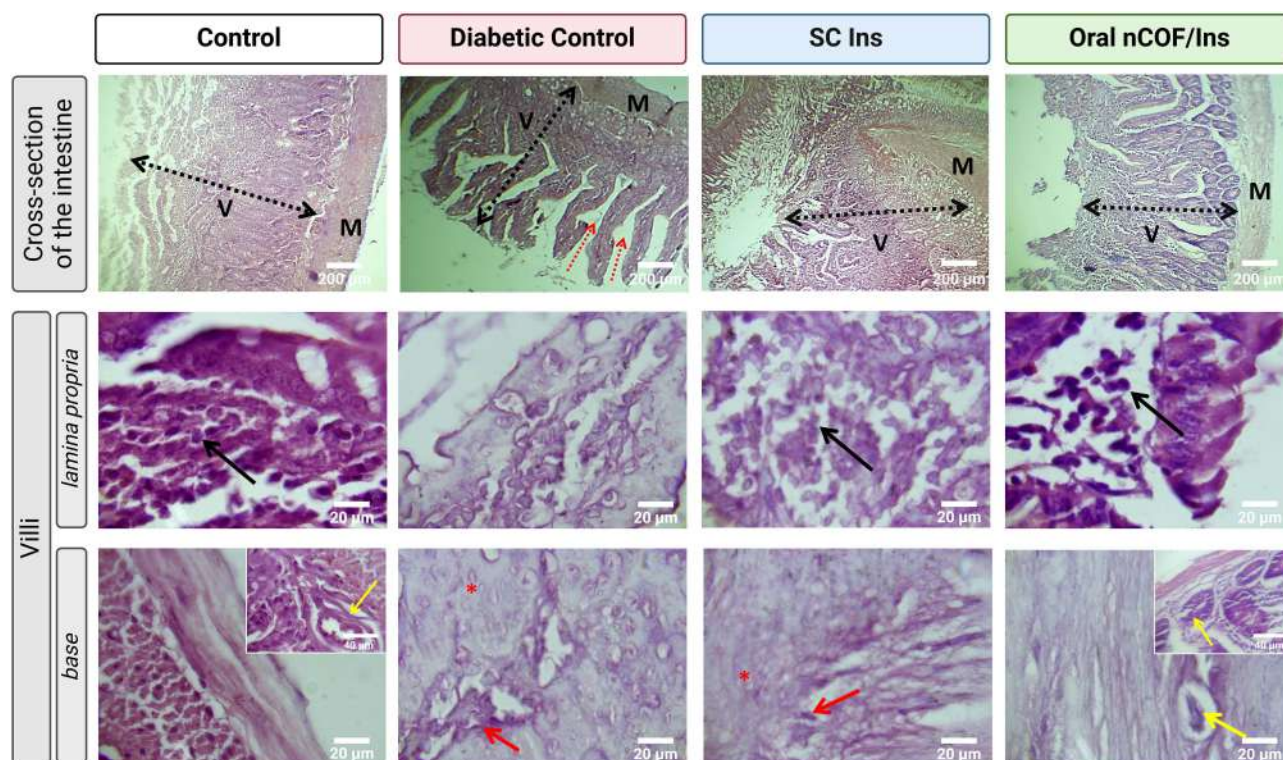 Control
Diabetic Control
SC Ins
Oral nCOF/Ins
Cross-section
of the intestine
V
M
200 µm
V
M
200 µm
V
M
200 µm
V
M
200 µm
Villi
lamina propria
20 µm
20 µm
20 µm
20 µm
base
40 µm
20 µm
*
20 µm
*
20 µm
40 µm
20 µm